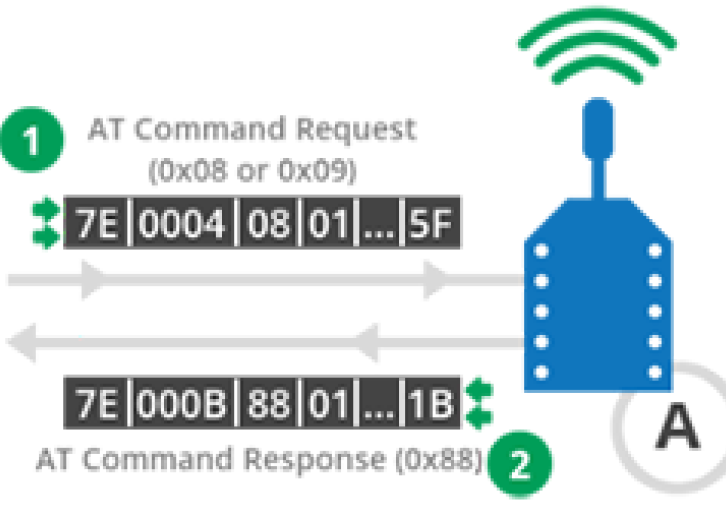 1
AT Command Request
(0x08 or 0x09)
7E 0004 08 01 ... 5F
7E 000B 88 01 ... 1B
AT Command Response (0x88)
2
A